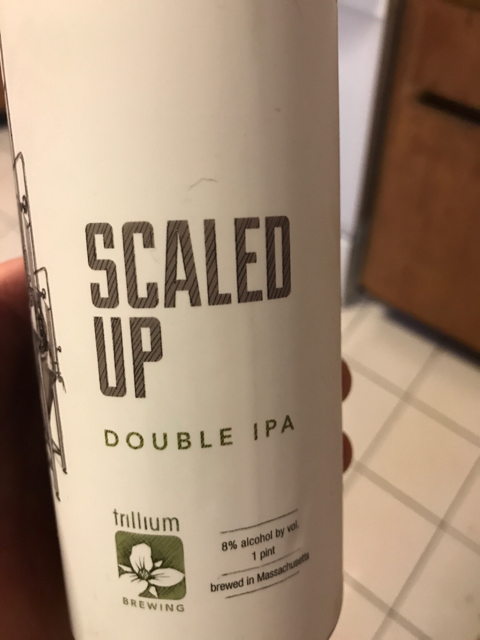 SCALED
UP
DOUBLE IPA
trillium
BREWING
8% alcohol by vol.
1 pint
brewed in Massachusetts